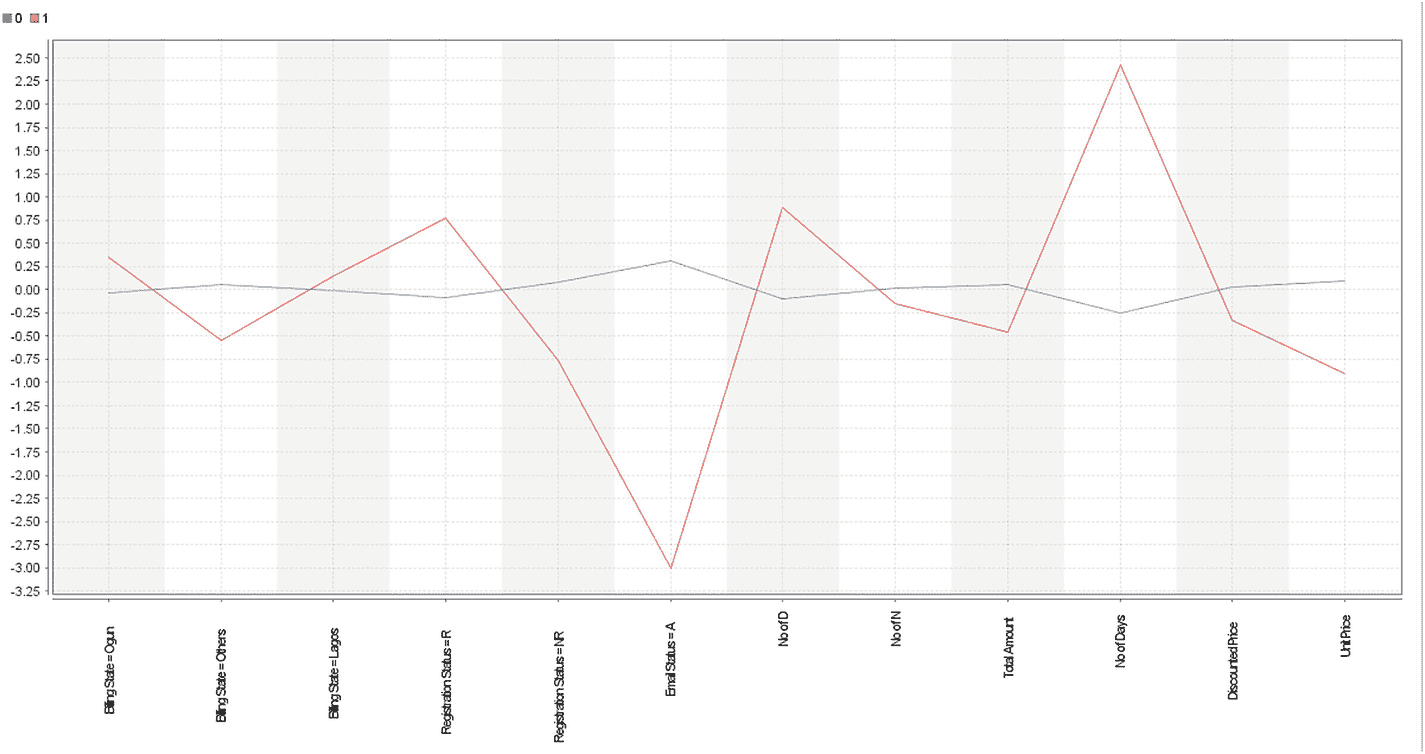 0 1
2.50
2.25
2.00
1.75
1.50
1.25
1.00
0.75
0.50
0.25
0.00
-0.25
-0.50
-0.75
-1.00
-1.25
-1.50
-1.75
-2.00
-2.25
-2.50
-2.75
-3.00
-3.25
Billing State = Ogun
Billing State = Others
Billing State = Lagos
Registration Status = R
Registration Status = NR
Email Status = A
No of D
No of N
Total Amount
No of Days
Discounted Price
Unit Price